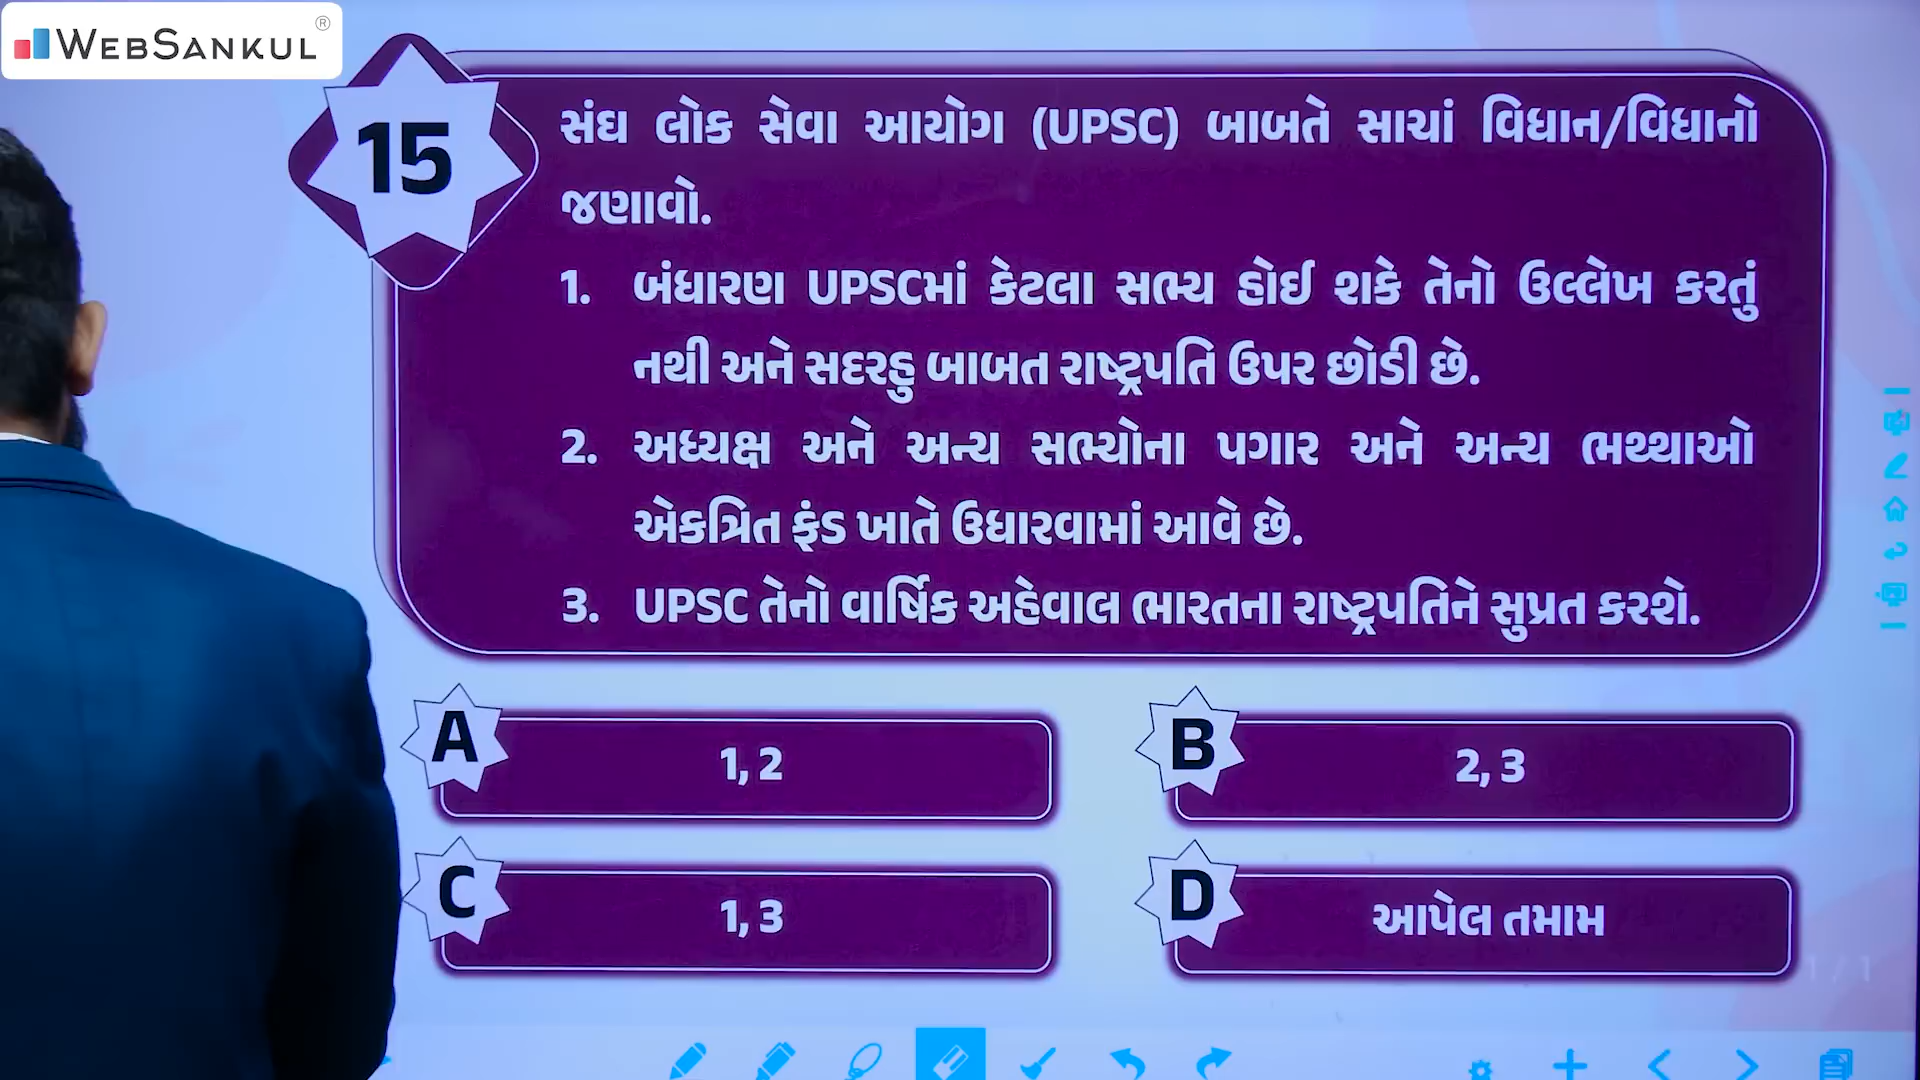 WEBSANKUL®
15
સંઘ લોક સેવા આયોગ (UPSC) બાબતે સાચાં વિધાન/વિધાનો
જણાવો.
1. બંધારણ UPSCમાં કેટલા સભ્ય હોઈ શકે તેનો ઉલ્લેખ કરતું
નથી અને સદરહુ બાબત રાષ્ટ્રપતિ ઉપર છોડી છે.
2. અધ્યક્ષ અને અન્ય સભ્યોના પગાર અને અન્ય ભથ્થાઓ
એકત્રિત ફંડ ખાતે ઉધારવામાં આવે છે.
3. UPSC તેનો વાર્ષિક અહેવાલ ભારતના રાષ્ટ્રપતિને સુપ્રત કરશે.
A 1, 2
B 2, 3
C 1, 3
D આપેલ તમામ
1 / 1